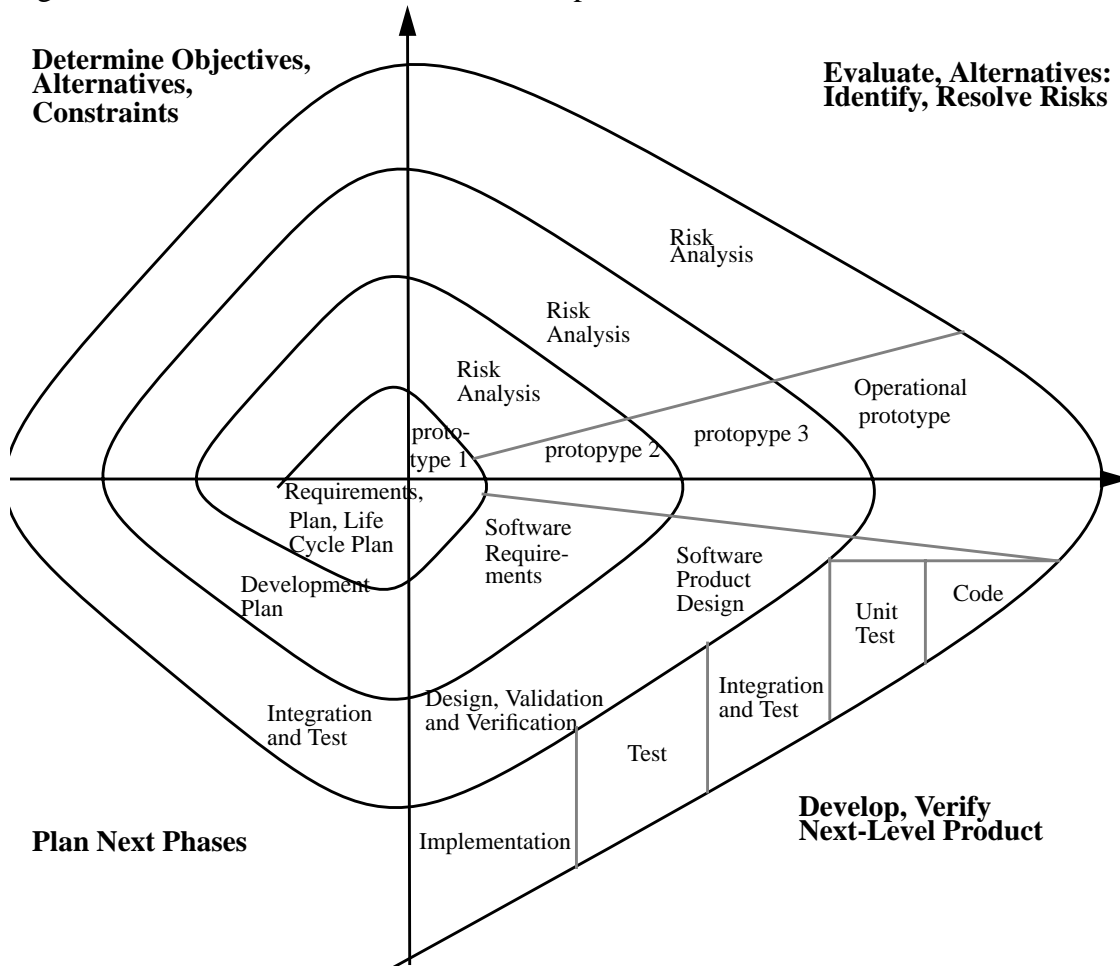 Determine Objectives,
Alternatives,
Constraints
Evaluate, Alternatives:
Identify, Resolve Risks
Risk
Analysis
Risk
Analysis
Risk
Analysis
Operational
prototype
proto-
type 1
protopype 2
protopype 3
Requirements,
Plan, Life
Cycle Plan
Software
Require-
ments
Software
Product
Design
Development
Plan
Code
Unit
Test
Integration
and Test
Design, Validation
and Verification
Integration
and Test
Test
Implementation
Plan Next Phases
Develop, Verify
Next-Level Product